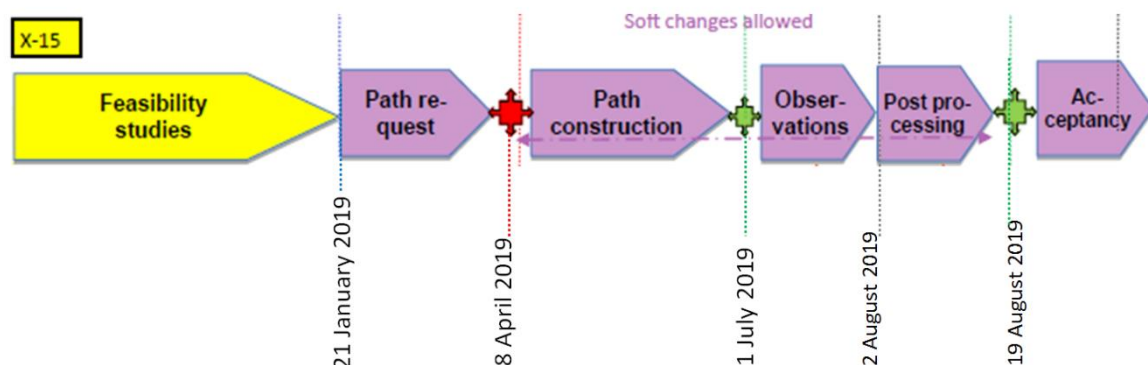 Soft changes allowed
X-15
Feasibility
studies
Path re-
quest
Path
construction
Obser-
vations
Post pro-
cessing
Ac-
ceptancy
21 January 2019
8 April 2019
1 July 2019
2 August 2019
19 August 2019